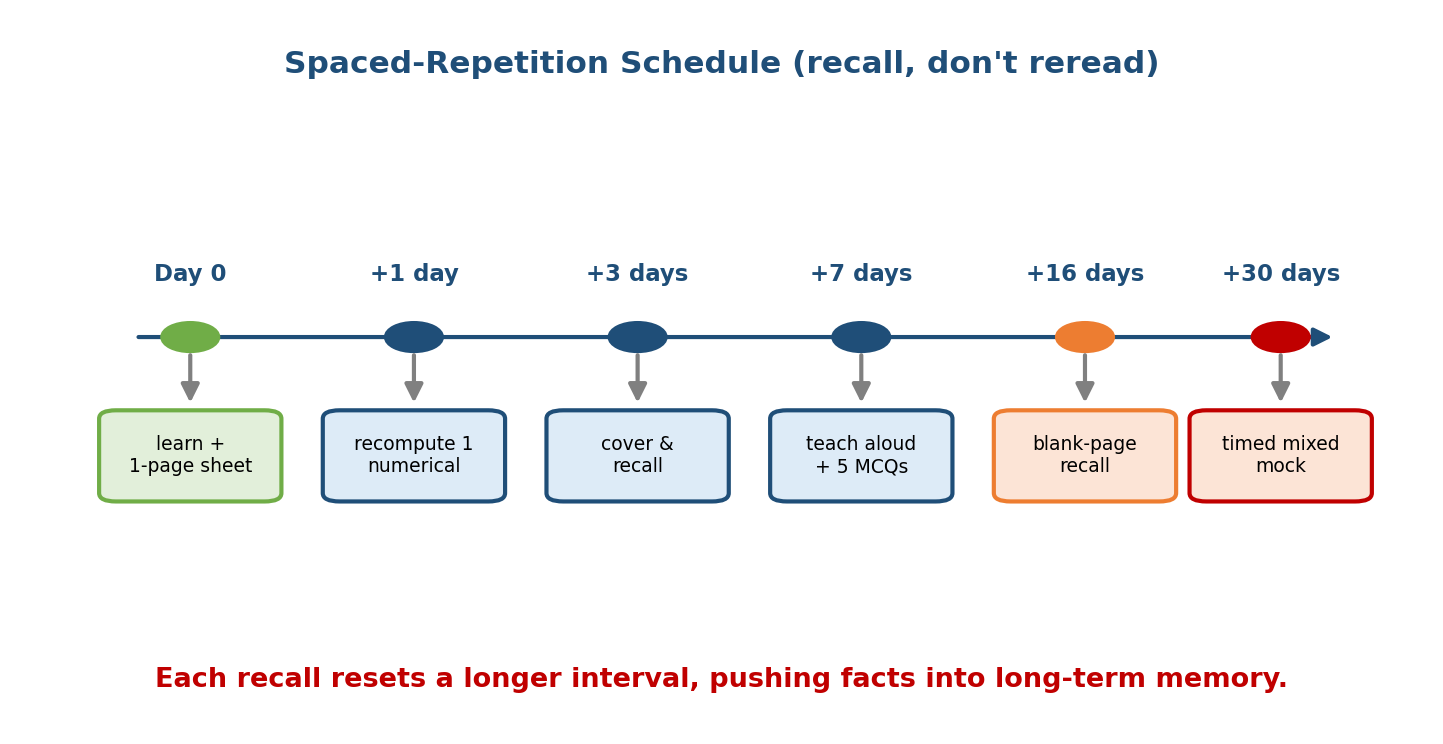 Spaced-Repetition Schedule (recall, don't reread)
Day 0
+1 day
+3 days
+7 days
+16 days
+30 days
learn +
1-page sheet
recompute 1
numerical
cover &
recall
teach aloud
+ 5 MCQs
blank-page
recall
timed mixed
mock
Each recall resets a longer interval, pushing facts into long-term memory.